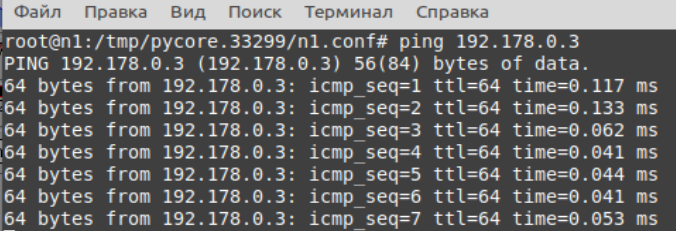 Файл Правка Вид Поиск Терминал Справка
root@n1:/tmp/pycore.33299/n1.conf# ping 192.178.0.3
PING 192.178.0.3 (192.178.0.3) 56(84) bytes of data.
64 bytes from 192.178.0.3: icmp_seq=1 ttl=64 time=0.117 ms
64 bytes from 192.178.0.3: icmp_seq=2 ttl=64 time=0.133 ms
64 bytes from 192.178.0.3: icmp_seq=3 ttl=64 time=0.062 ms
64 bytes from 192.178.0.3: icmp_seq=4 ttl=64 time=0.041 ms
64 bytes from 192.178.0.3: icmp_seq=5 ttl=64 time=0.044 ms
64 bytes from 192.178.0.3: icmp_seq=6 ttl=64 time=0.041 ms
64 bytes from 192.178.0.3: icmp_seq=7 ttl=64 time=0.053 ms